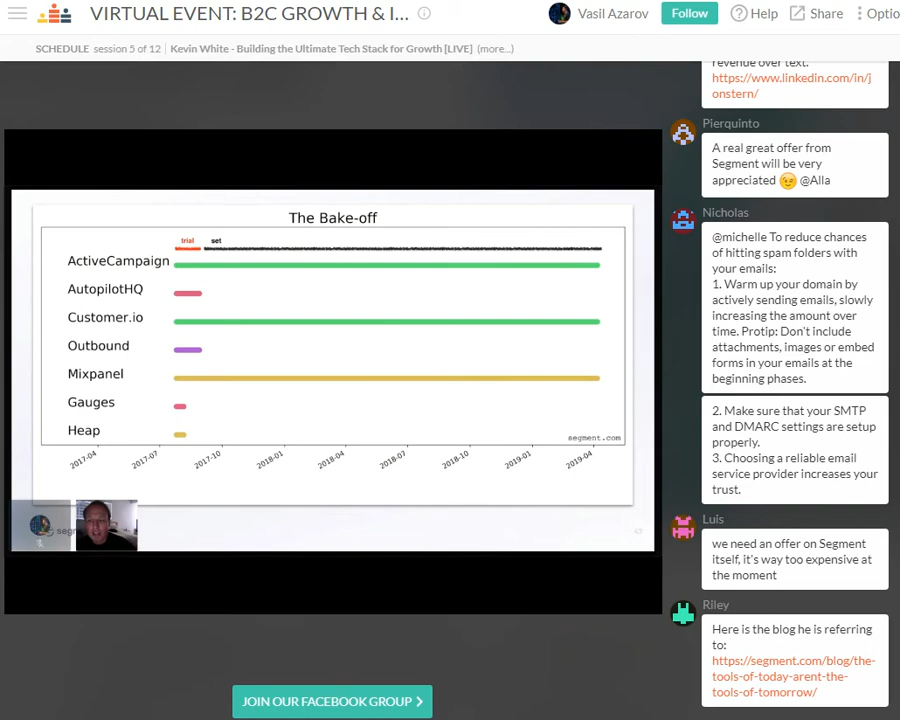 VIRTUAL EVENT: B2C GROWTH & I...
Vasil Azarov
Follow
Help
Share
Optio
SCHEDULE session 5 of 12 | Kevin White - Building the Ultimate Tech Stack for Growth [LIVE] (more...)
The Bake-off
trial set
ActiveCampaign
AutopilotHQ
Customer.io
Outbound
Mixpanel
Gauges
Heap
segment.com
2017-04 2017-07 2017-10 2018-01 2018-04 2018-07 2018-10 2019-01 2019-04
segme
JOIN OUR FACEBOOK GROUP
revenue over text.
https://www.linkedin.com/in/j
onstern/
Pierquinto
A real great offer from
Segment will be very
appreciated 😉 @Alla
Nicholas
@michelle To reduce chances
of hitting spam folders with
your emails:
1. Warm up your domain by
actively sending emails, slowly
increasing the amount over
time. Protip: Don't include
attachments, images or embed
forms in your emails at the
beginning phases.
2. Make sure that your SMTP
and DMARC settings are setup
properly.
3. Choosing a reliable email
service provider increases your
trust.
Luis
we need an offer on Segment
itself, it's way too expensive at
the moment
Riley
Here is the blog he is referring
to:
https://segment.com/blog/the-
tools-of-today-arent-the-
tools-of-tomorrow/